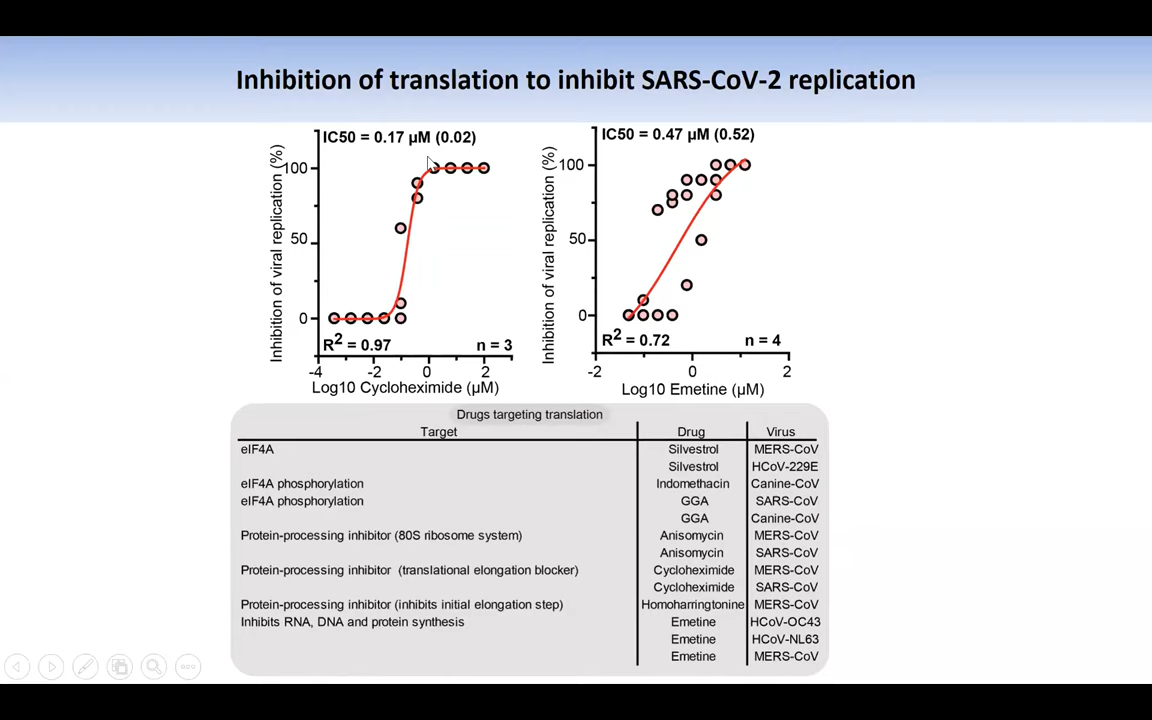 Inhibition of translation to inhibit SARS-CoV-2 replication
IC50 = 0.17 µM (0.02)
Inhibition of viral replication (%)
100
50
0
R2 = 0.97
n = 3
-4
-2
0
2
Log10 Cycloheximide (µM)
IC50 = 0.47 µM (0.52)
Inhibition of viral replication (%)
100
50
0
R2 = 0.72
n = 4
-2
0
2
Log10 Emetine (µM)
Drugs targeting translation
Target Drug Virus
eIF4A Silvestrol MERS-CoV
Silvestrol HCoV-229E
eIF4A phosphorylation Indomethacin Canine-CoV
eIF4A phosphorylation GGA SARS-CoV
GGA Canine-CoV
Protein-processing inhibitor (80S ribosome system) Anisomycin MERS-CoV
Anisomycin SARS-CoV
Protein-processing inhibitor (translational elongation blocker) Cycloheximide MERS-CoV
Cycloheximide SARS-CoV
Protein-processing inhibitor (inhibits initial elongation step) Homoharringtonine MERS-CoV
Inhibits RNA, DNA and protein synthesis Emetine HCoV-OC43
Emetine HCoV-NL63
Emetine MERS-CoV